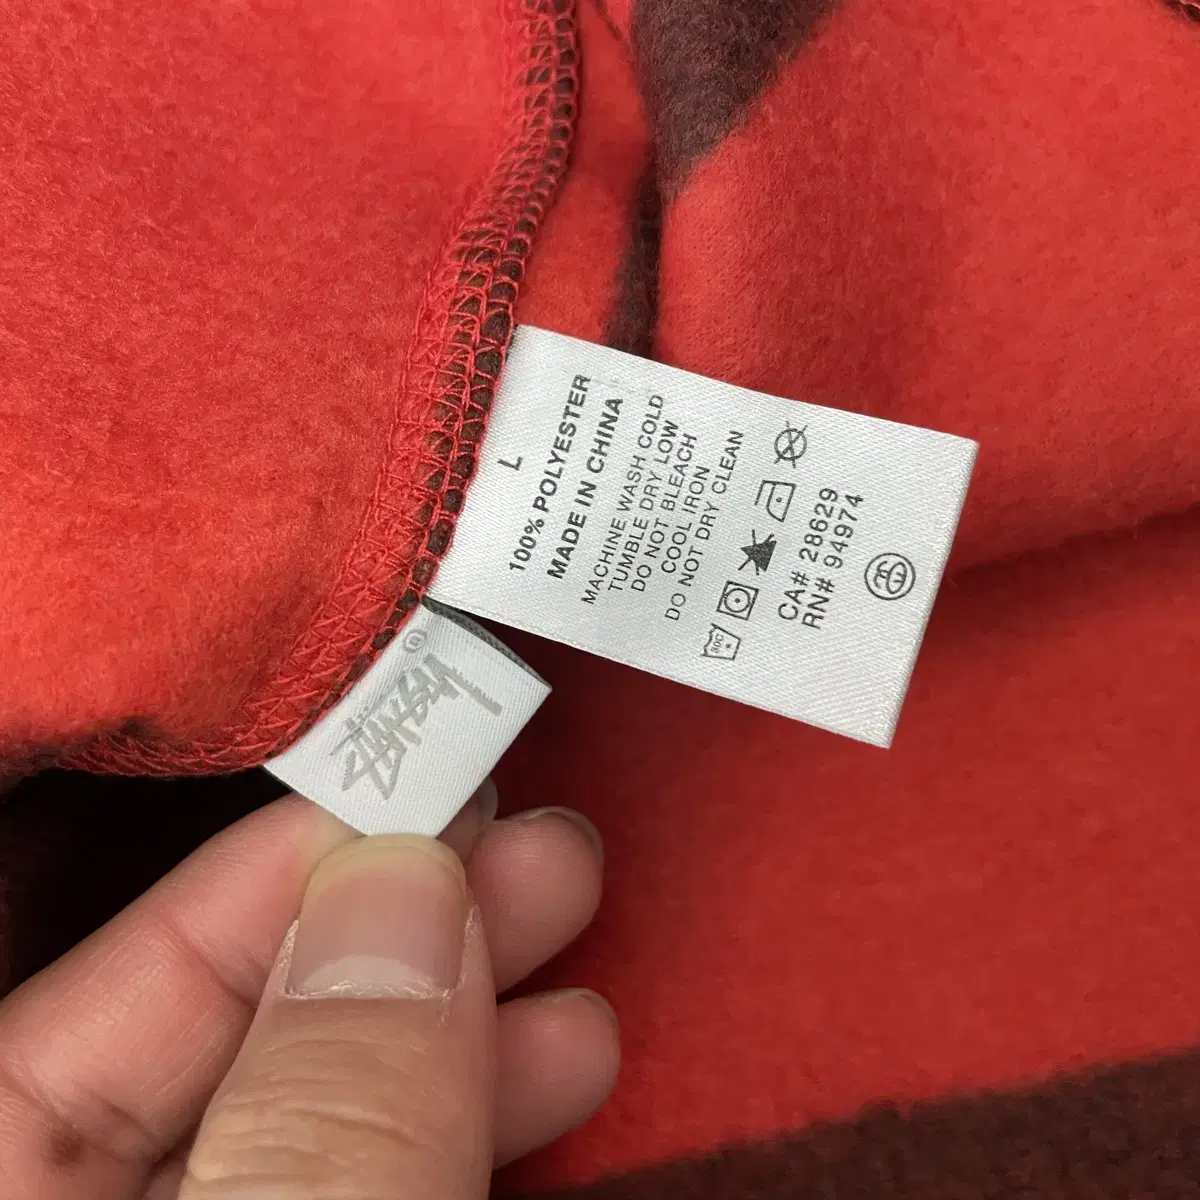 L
100% POLYESTER
MADE IN CHINA
MACHINE WASH COLD
TUMBLE DRY LOW
DO NOT BLEACH
COOL IRON
DO NOT DRY CLEAN
30C
CA# 28629
RN# 94974
Stüssy
®